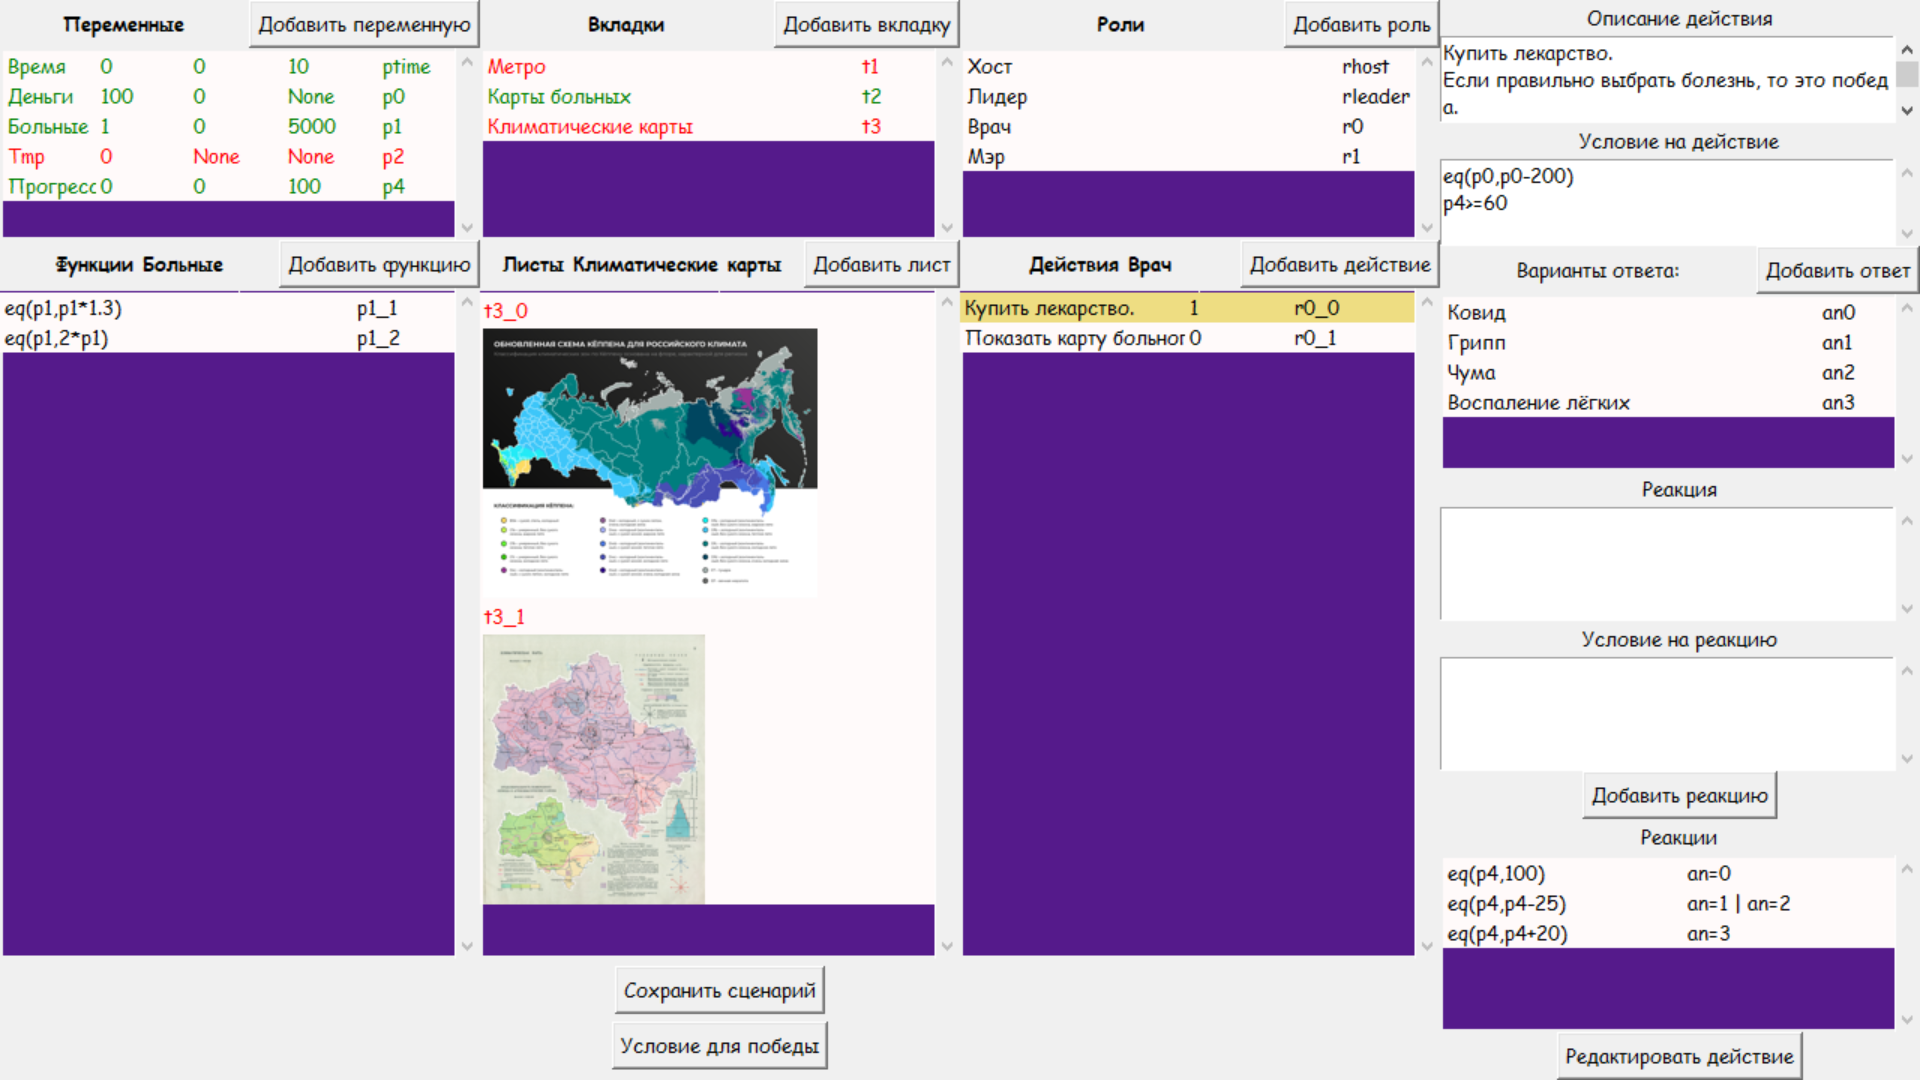 Переменные
Добавить переменную
Время 0 0 10 ptime
Деньги 100 0 None p0
Больные 1 0 5000 p1
Tmp 0 None None p2
Прогресс 0 0 100 p4
Вкладки
Добавить вкладку
Метро t1
Карты больных t2
Климатические карты t3
Роли
Добавить роль
Хост rhost
Лидер rleader
Врач r0
Мэр r1
Описание действия
Купить лекарство.
Если правильно выбрать болезнь, то это побед
а.
Условие на действие
eq(p0,p0-200)
p4>=60
Функции Больные
Добавить функцию
eq(p1,p1*1.3) p1_1
eq(p1,2*p1) p1_2
Листы Климатические карты
Добавить лист
t3_0
ОБНОВЛЕННАЯ СХЕМА КЁППЕНА ДЛЯ РОССИЙСКОГО КЛИМАТА
КЛАССИФИКАЦИЯ КЁППЕНА:
t3_1
Действия Врач
Добавить действие
Купить лекарство. 1 r0_0
Показать карту больног 0 r0_1
Варианты ответа:
Добавить ответ
Ковид an0
Грипп an1
Чума an2
Воспаление лёгких an3
Реакция
Условие на реакцию
Добавить реакцию
Реакции
eq(p4,100) an=0
eq(p4,p4-25) an=1 | an=2
eq(p4,p4+20) an=3
Редактировать действие
Сохранить сценарий
Условие для победы